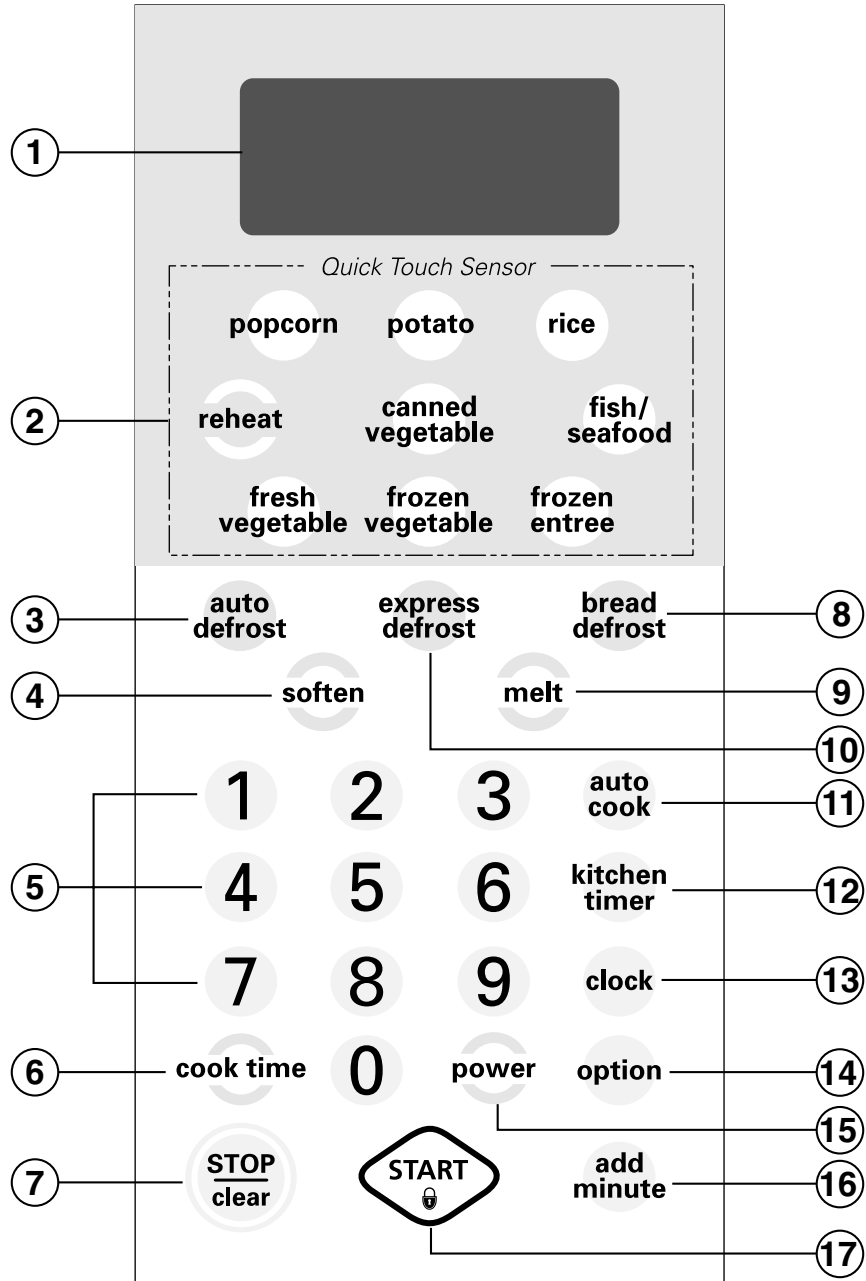 1
Quick Touch Sensor
popcorn potato rice
2
reheat
canned
vegetable
fish/
seafood
fresh
vegetable
frozen
vegetable
frozen
entree
3
auto
defrost
express
defrost
bread
defrost
8
4
soften
melt
9
10
1 2 3
auto
cook
11
5
4 5 6
kitchen
timer
12
7 8 9
clock
13
6
cook time
0
power
option
14
15
7
STOP
clear
START
add
minute
16
17